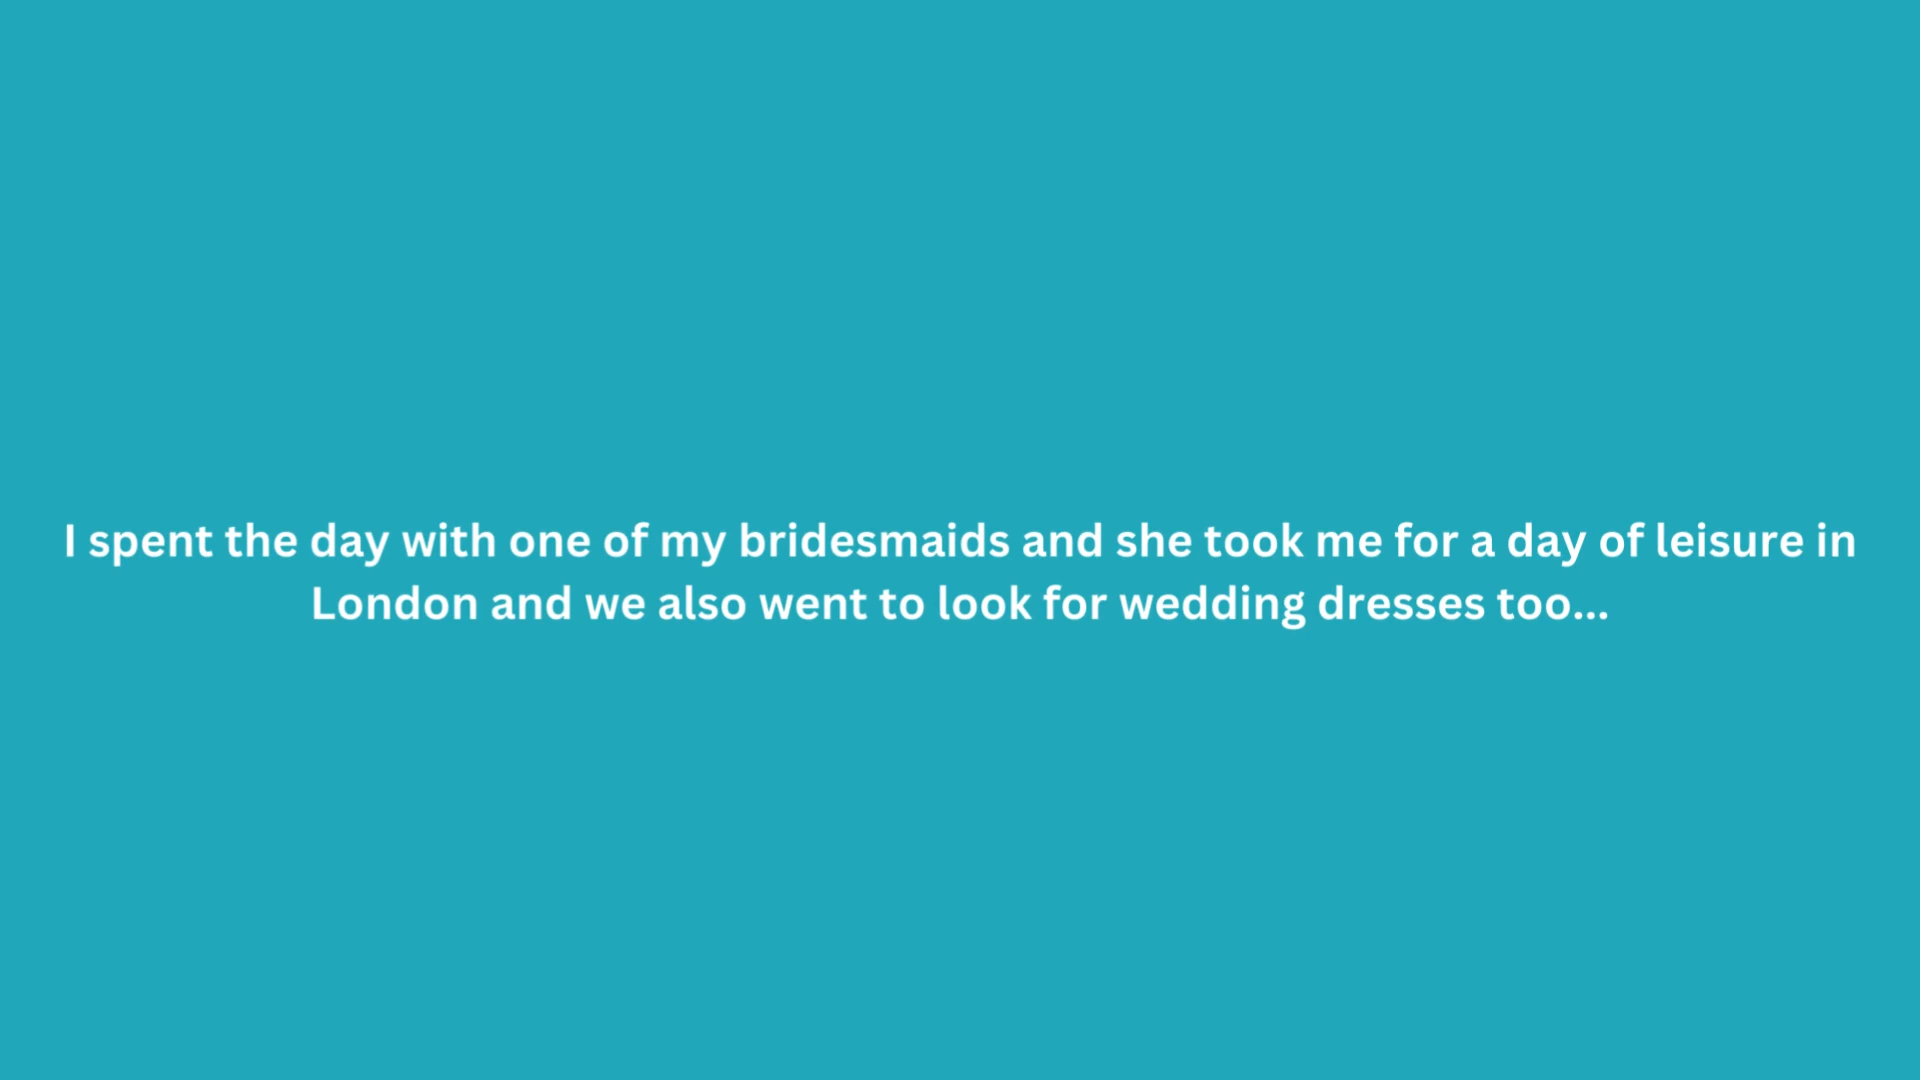 I spent the day with one of my bridesmaids and she took me for a day of leisure in
London and we also went to look for wedding dresses too...